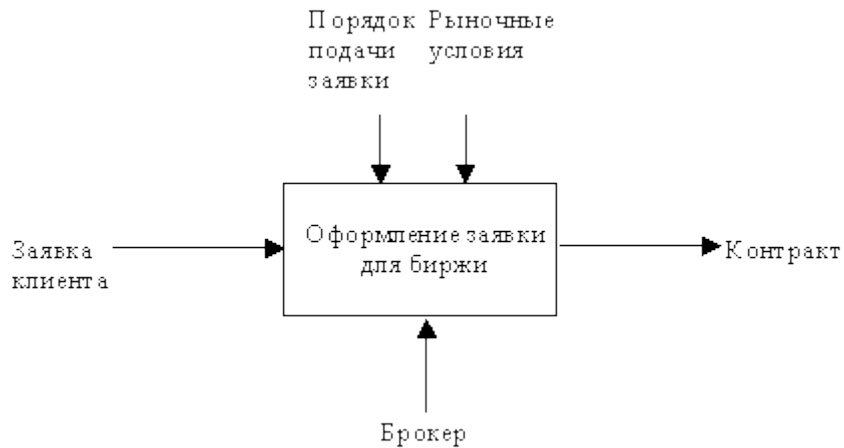 Порядок
подачи
заявки
Рыночные
условия
Заявка
клиента
Оформление заявки
для биржи
Контракт
Брокер